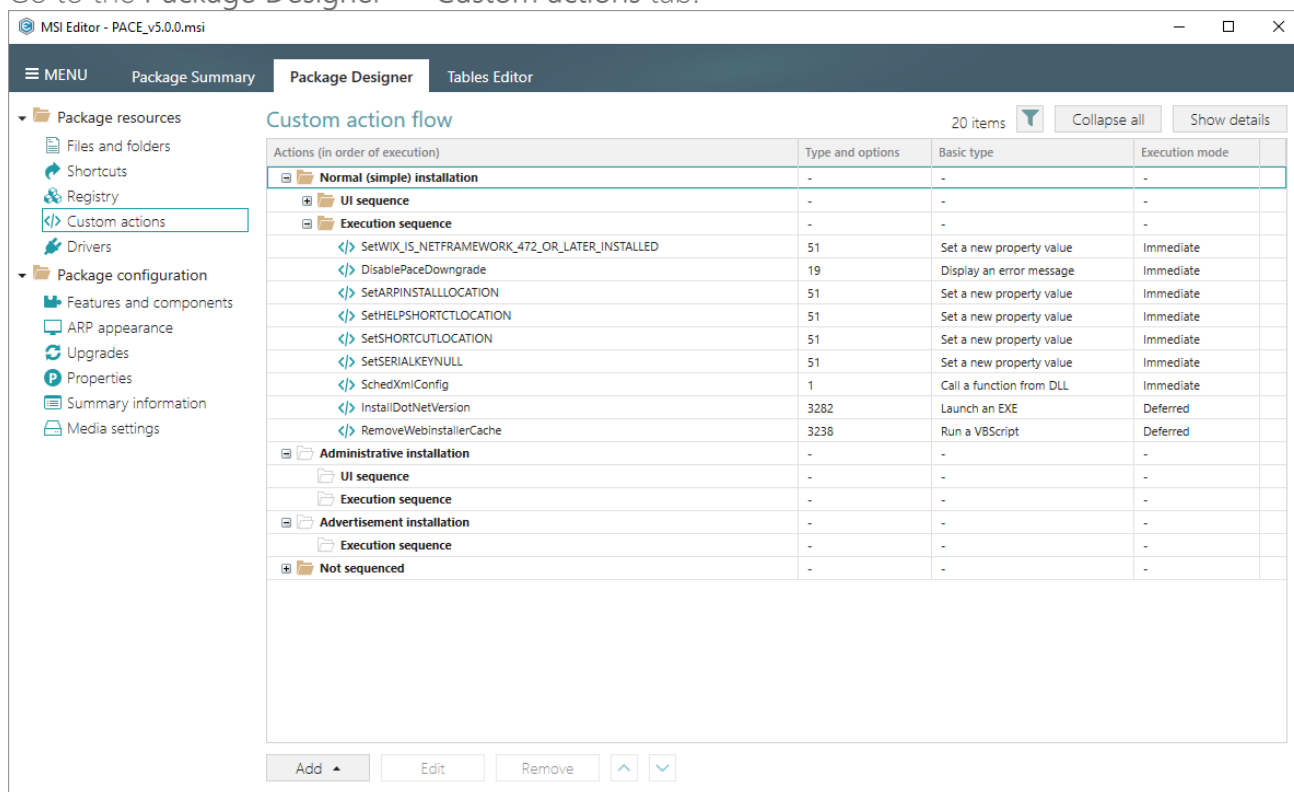 Go to the Package Designer Custom actions tab.
MSI Editor - PACE_v5.0.0.msi
MENU Package Summary Package Designer Tables Editor
Package resources
Files and folders
Shortcuts
Registry
Custom actions
Drivers
Package configuration
Features and components
ARP appearance
Upgrades
Properties
Summary information
Media settings
Custom action flow
20 items Collapse all Show details
Actions (in order of execution) Type and options Basic type Execution mode
Normal (simple) installation - - -
UI sequence - - -
Execution sequence - - -
SetWIX_IS_NETFRAMEWORK_472_OR_LATER_INSTALLED 51 Set a new property value Immediate
DisablePaceDowngrade 19 Display an error message Immediate
SetARPINSTALLLOCATION 51 Set a new property value Immediate
SetHELPSHORTCTLOCATION 51 Set a new property value Immediate
SetSHORTCUTLOCATION 51 Set a new property value Immediate
SetSERIALKEYNULL 51 Set a new property value Immediate
SchedXmlConfig 1 Call a function from DLL Immediate
InstallDotNetVersion 3282 Launch an EXE Deferred
RemoveWebinstallerCache 3238 Run a VBScript Deferred
Administrative installation - - -
UI sequence - - -
Execution sequence - - -
Advertisement installation - - -
Execution sequence - - -
Not sequenced - - -
Add Edit Remove